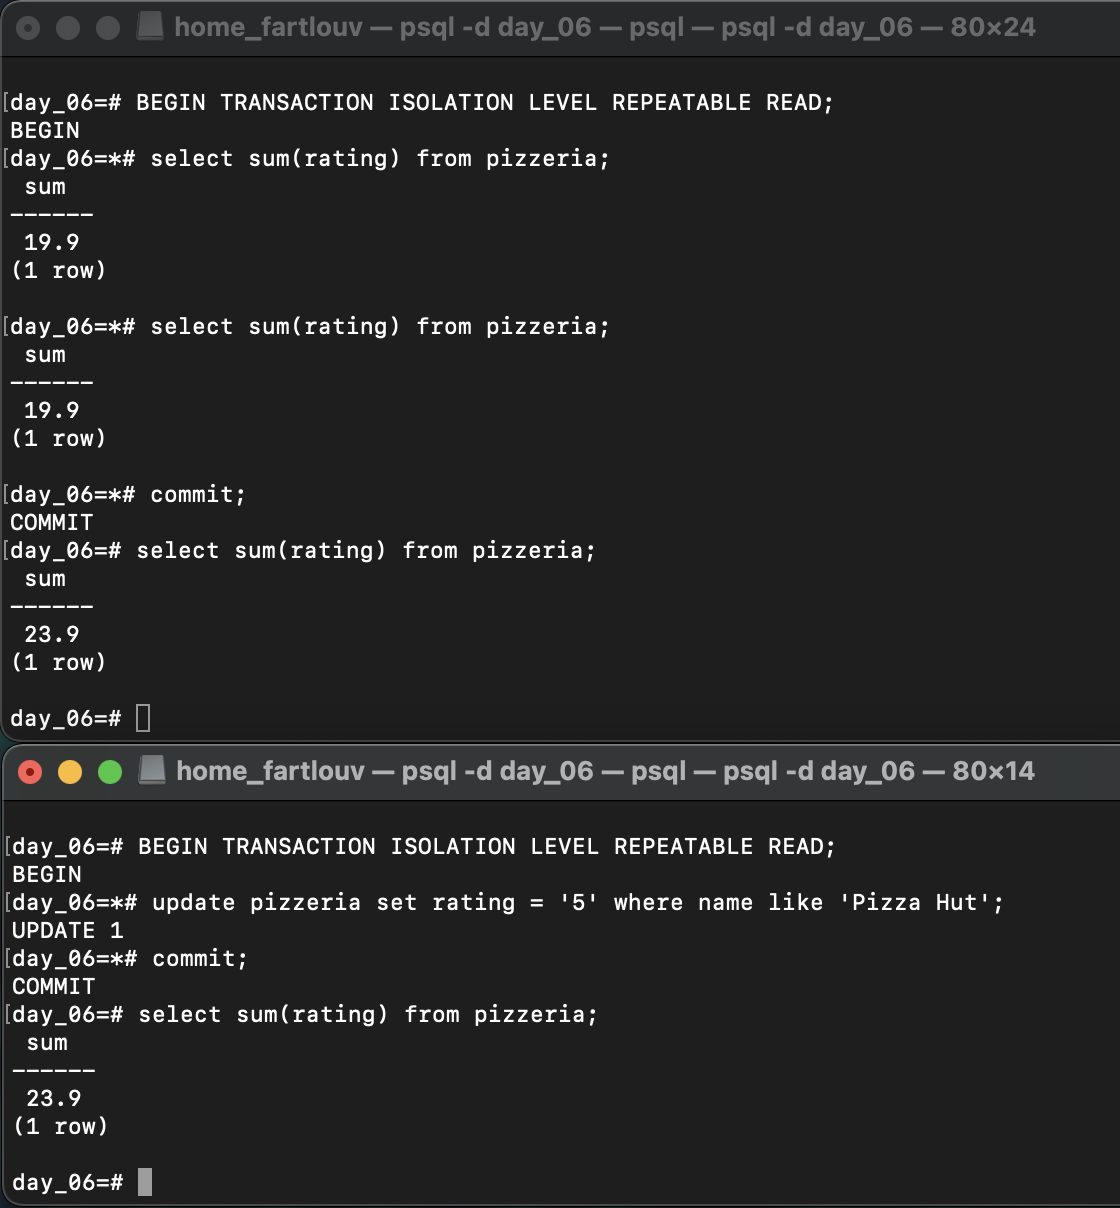 home_fartlouv — psql -d day_06 — psql — psql -d day_06 — 80×24
[day_06=# BEGIN TRANSACTION ISOLATION LEVEL REPEATABLE READ;
BEGIN
[day_06=*# select sum(rating) from pizzeria;
sum
------
19.9
(1 row)
[day_06=*# select sum(rating) from pizzeria;
sum
------
19.9
(1 row)
[day_06=*# commit;
COMMIT
[day_06=# select sum(rating) from pizzeria;
sum
------
23.9
(1 row)
day_06=#
home_fartlouv — psql -d day_06 — psql — psql -d day_06 — 80×14
[day_06=# BEGIN TRANSACTION ISOLATION LEVEL REPEATABLE READ;
BEGIN
[day_06=*# update pizzeria set rating = '5' where name like 'Pizza Hut';
UPDATE 1
[day_06=*# commit;
COMMIT
[day_06=# select sum(rating) from pizzeria;
sum
------
23.9
(1 row)
day_06=#